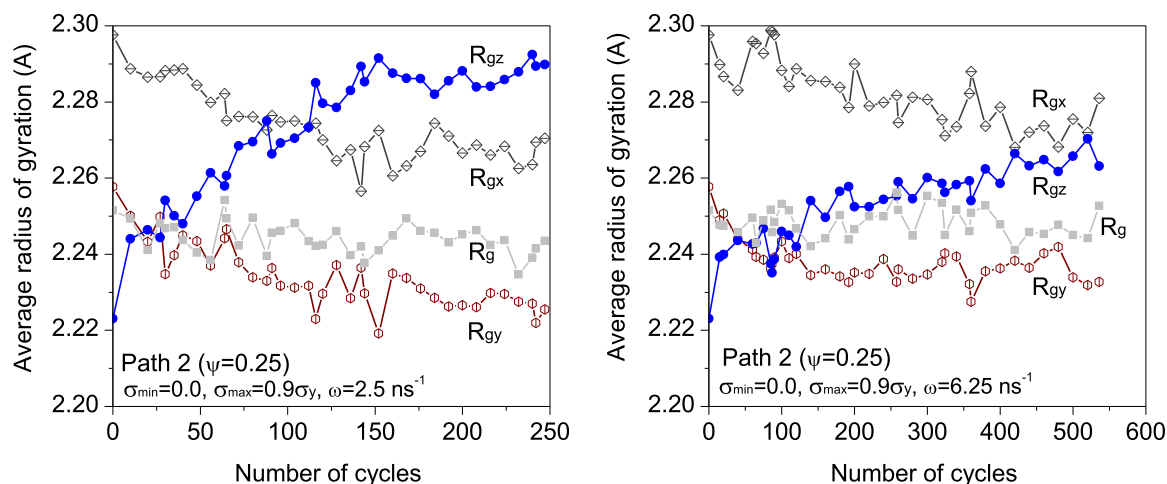 Average radius of gyration (A)
2.30
2.28
2.26
2.24
2.22
2.20
Rgz
Rgx
Rg
Rgy
Path 2 (ψ=0.25)
σmin=0.0, σmax=0.9σy, ω=2.5 ns-1
0 50 100 150 200 250
Number of cycles
Average radius of gyration (A)
2.30
2.28
2.26
2.24
2.22
2.20
Rgx
Rgz
Rg
Rgy
Path 2 (ψ=0.25)
σmin=0.0, σmax=0.9σy, ω=6.25 ns-1
0 100 200 300 400 500 600
Number of cycles